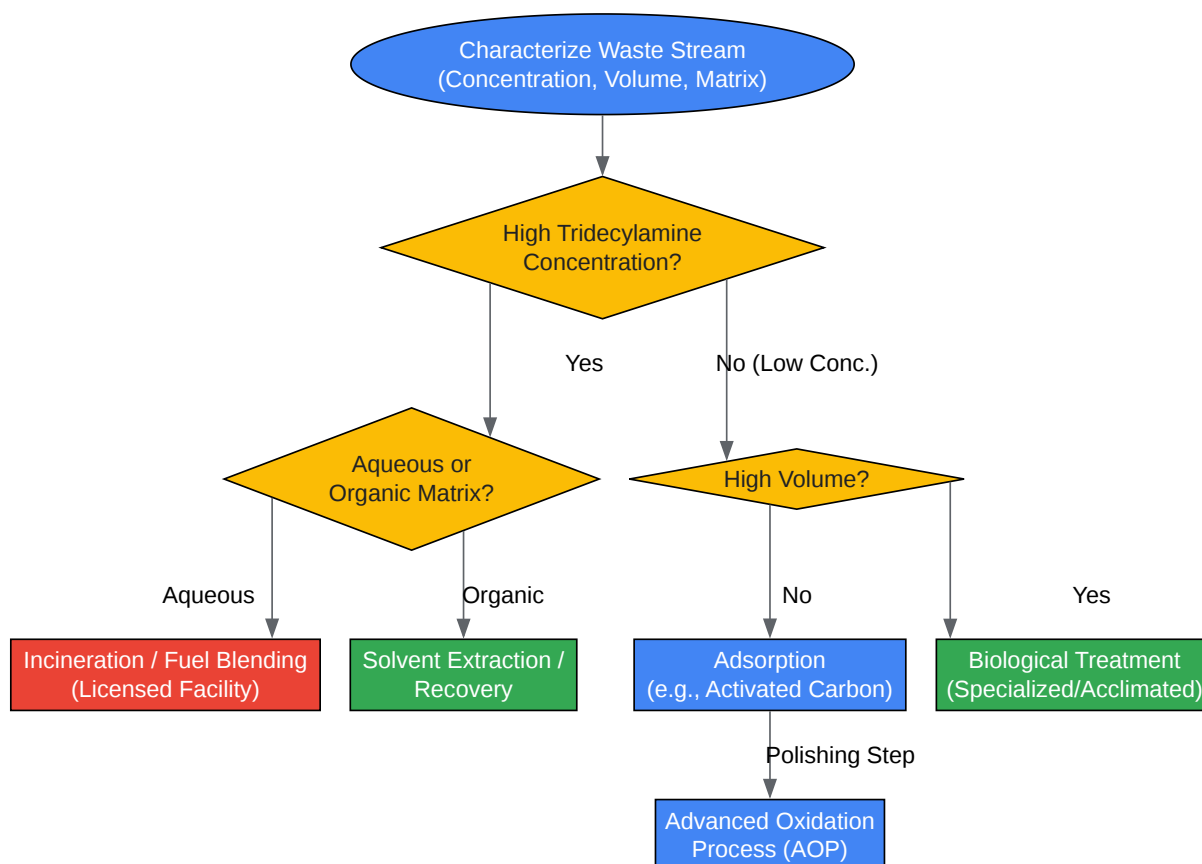 Characterize Waste Stream
(Concentration, Volume, Matrix)
High Tridecylamine
Concentration?
Yes
No (Low Conc.)
Aqueous or
Organic Matrix?
High Volume?
Aqueous
Organic
No
Yes
Incineration / Fuel Blending
(Licensed Facility)
Solvent Extraction /
Recovery
Adsorption
(e.g., Activated Carbon)
Biological Treatment
(Specialized/Acclimated)
Polishing Step
Advanced Oxidation
Process (AOP)